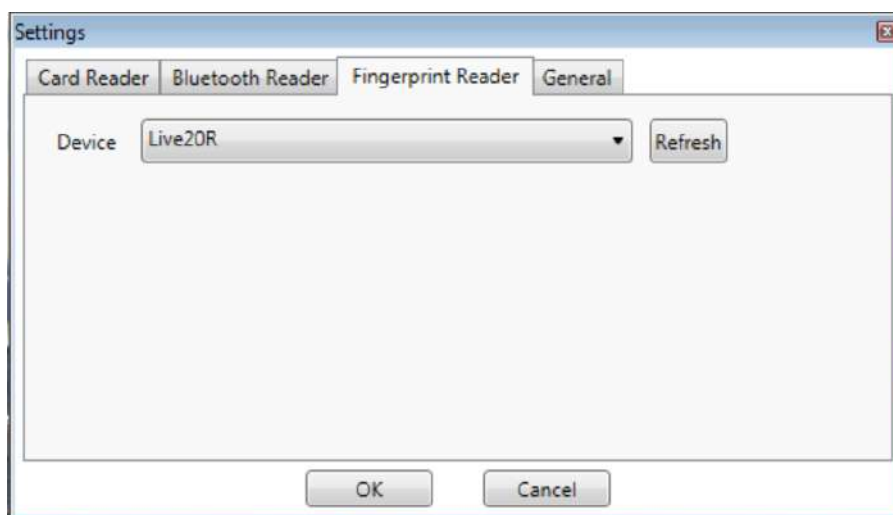 Settings
Card Reader Bluetooth Reader Fingerprint Reader General
Device Live20R Refresh
OK Cancel